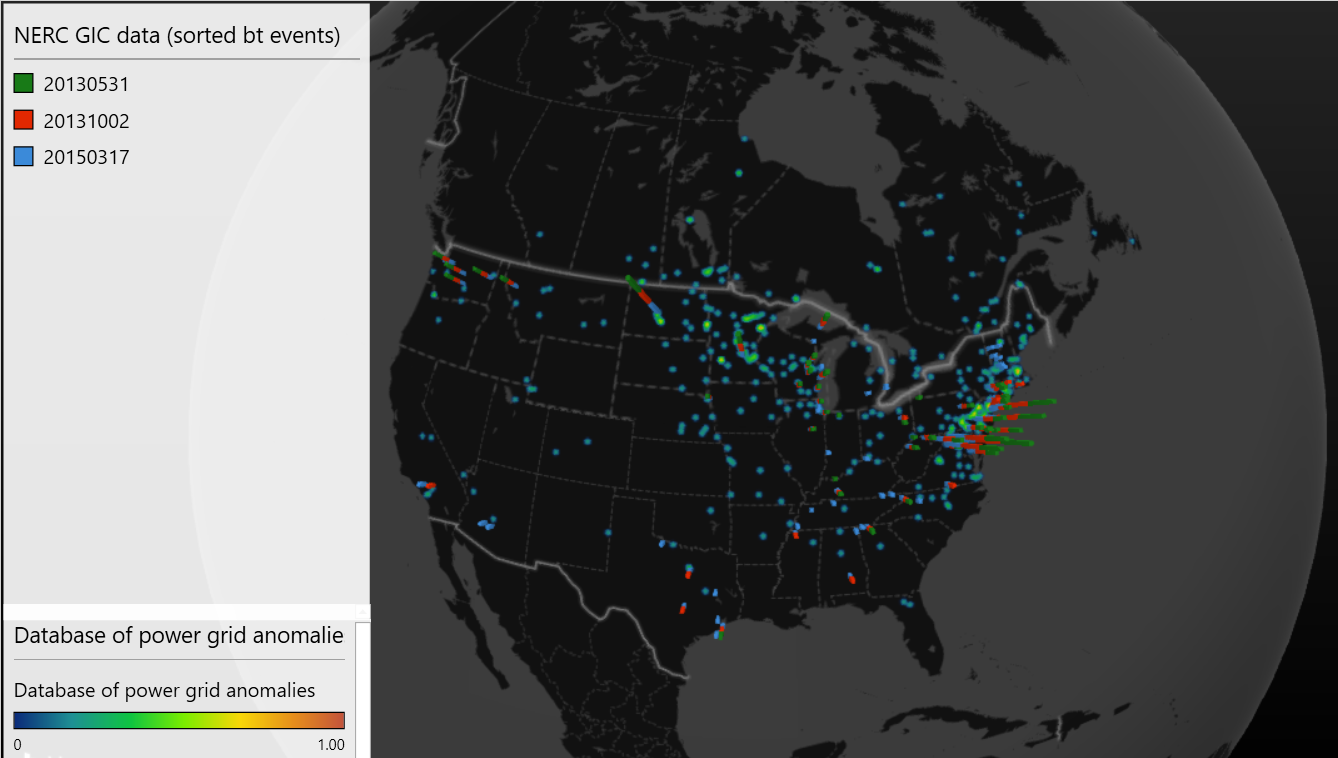 NERC GIC data (sorted bt events)
20130531
20131002
20150317
Database of power grid anomalie
Database of power grid anomalies
0
1.00